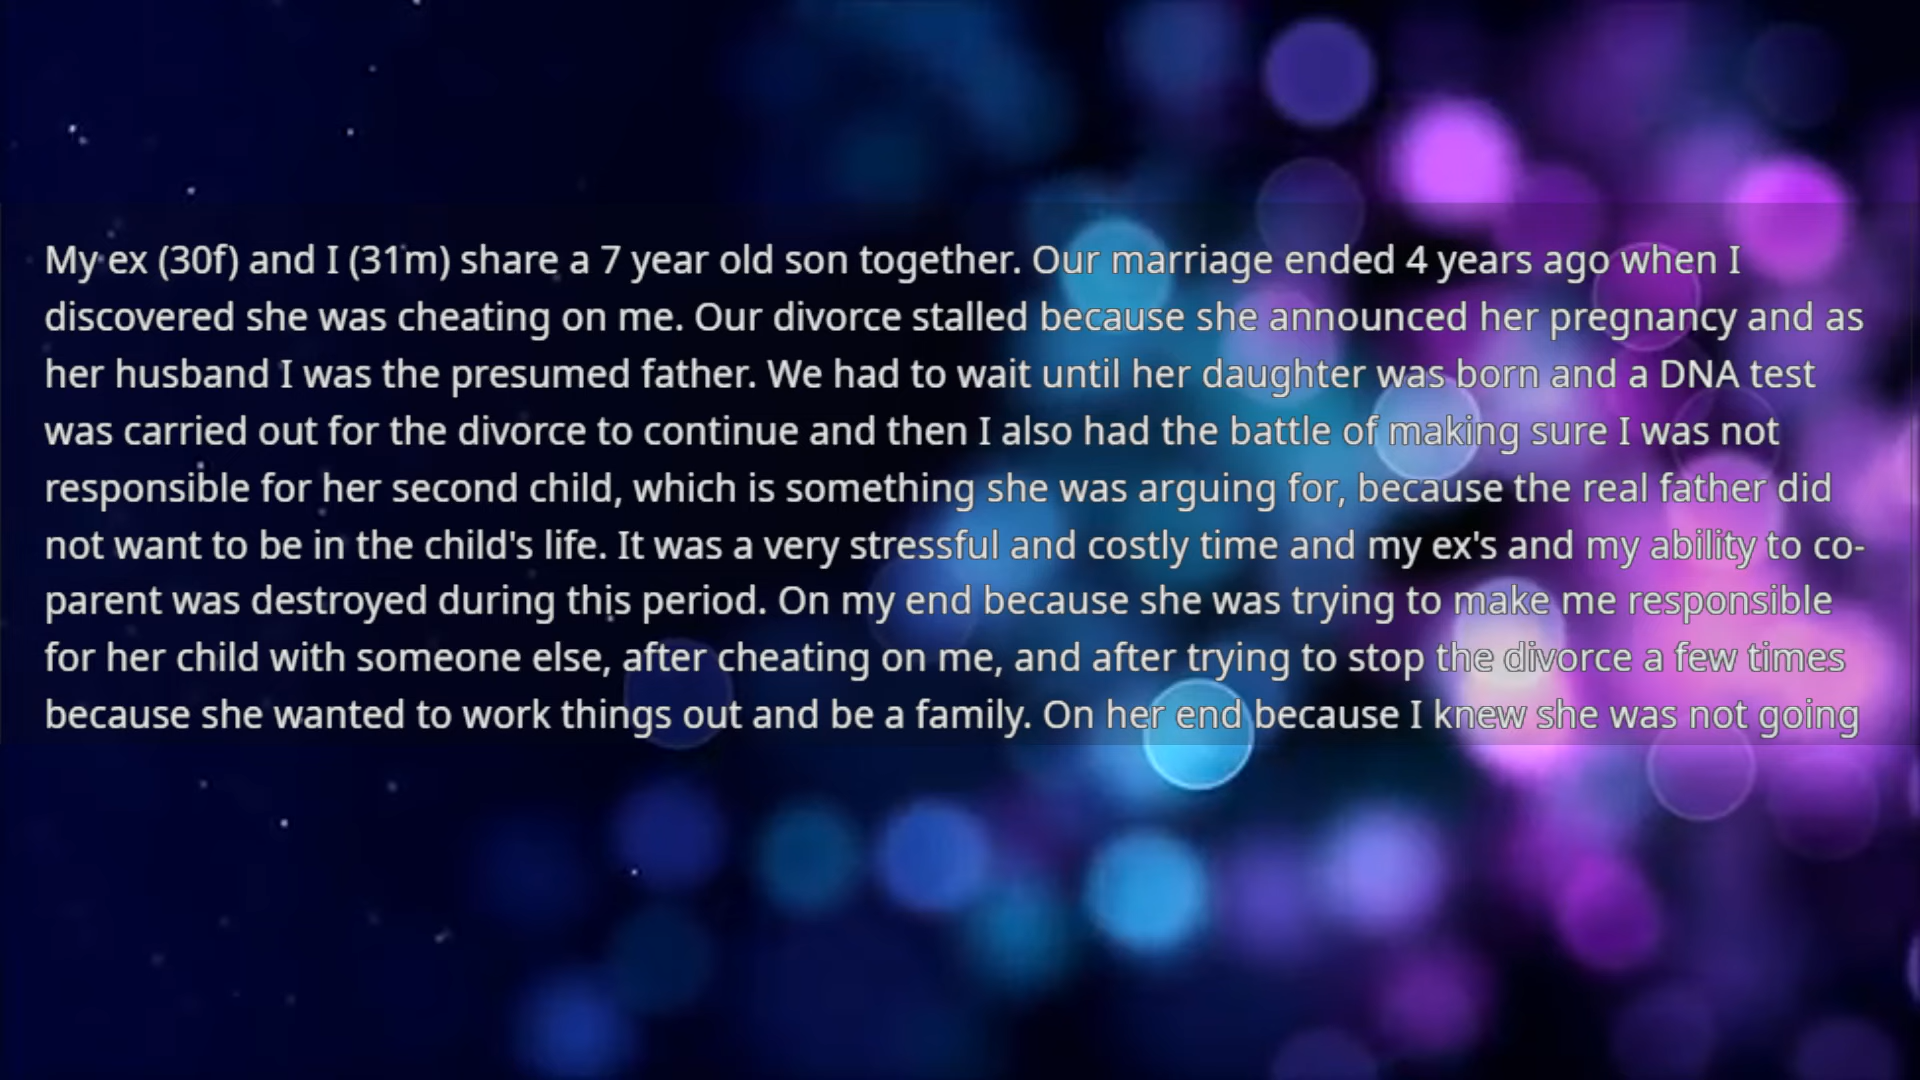 My ex (30f) and I (31m) share a 7 year old son together. Our marriage ended 4 years ago when I
discovered she was cheating on me. Our divorce stalled because she announced her pregnancy and as
her husband I was the presumed father. We had to wait until her daughter was born and a DNA test
was carried out for the divorce to continue and then I also had the battle of making sure I was not
responsible for her second child, which is something she was arguing for, because the real father did
not want to be in the child's life. It was a very stressful and costly time and my ex's and my ability to co-
parent was destroyed during this period. On my end because she was trying to make me responsible
for her child with someone else, after cheating on me, and after trying to stop the divorce a few times
because she wanted to work things out and be a family. On her end because I knew she was not going